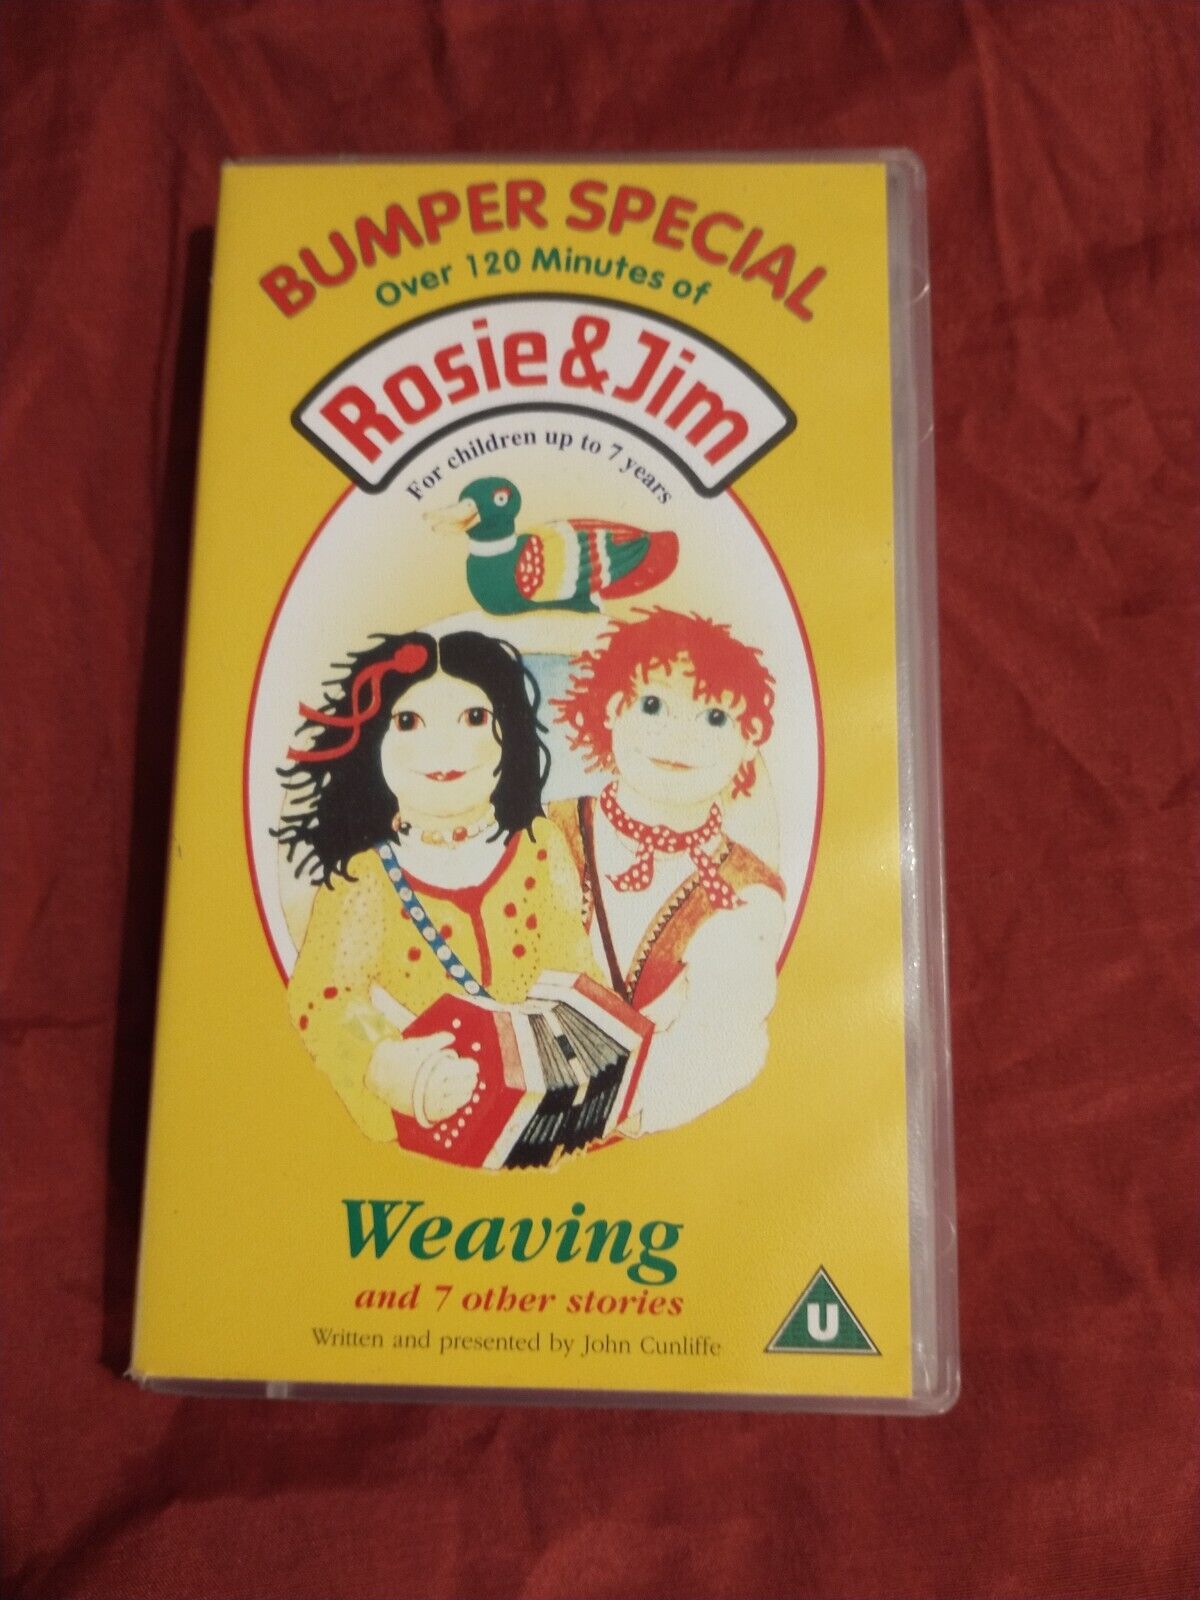 BUMPER SPECIAL
Over 120 Minutes of
Rosie & Jim
For children up to 7 years
Weaving
and 7 other stories
Written and presented by John Cunliffe
U